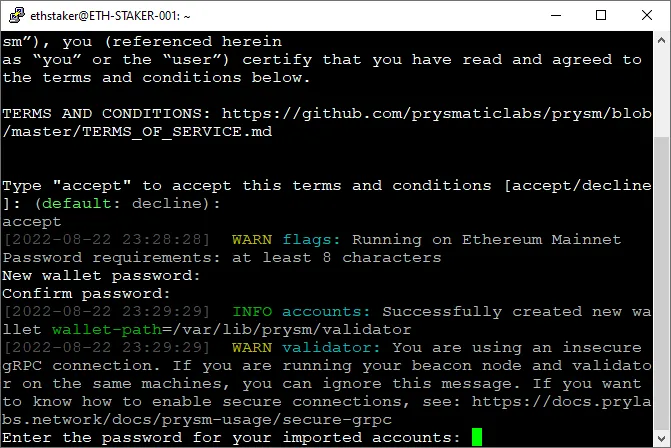 ethstaker@ETH-STAKER-001: ~
sm”), you (referenced herein
as “you” or the “user”) certify that you have read and agreed to
the terms and conditions below.
TERMS AND CONDITIONS: https://github.com/prysmaticlabs/prysm/blob
/master/TERMS_OF_SERVICE.md
Type "accept" to accept this terms and conditions [accept/decline
]: (default: decline):
accept
[2022-08-22 23:28:28]  WARN flags: Running on Ethereum Mainnet
Password requirements: at least 8 characters
New wallet password:
Confirm password:
[2022-08-22 23:29:29]  INFO accounts: Successfully created new wa
llet wallet-path=/var/lib/prysm/validator
[2022-08-22 23:29:29]  WARN validator: You are using an insecure
gRPC connection. If you are running your beacon node and validato
r on the same machines, you can ignore this message. If you want
to know how to enable secure connections, see: https://docs.pryla
bs.network/docs/prysm-usage/secure-grpc
Enter the password for your imported accounts: